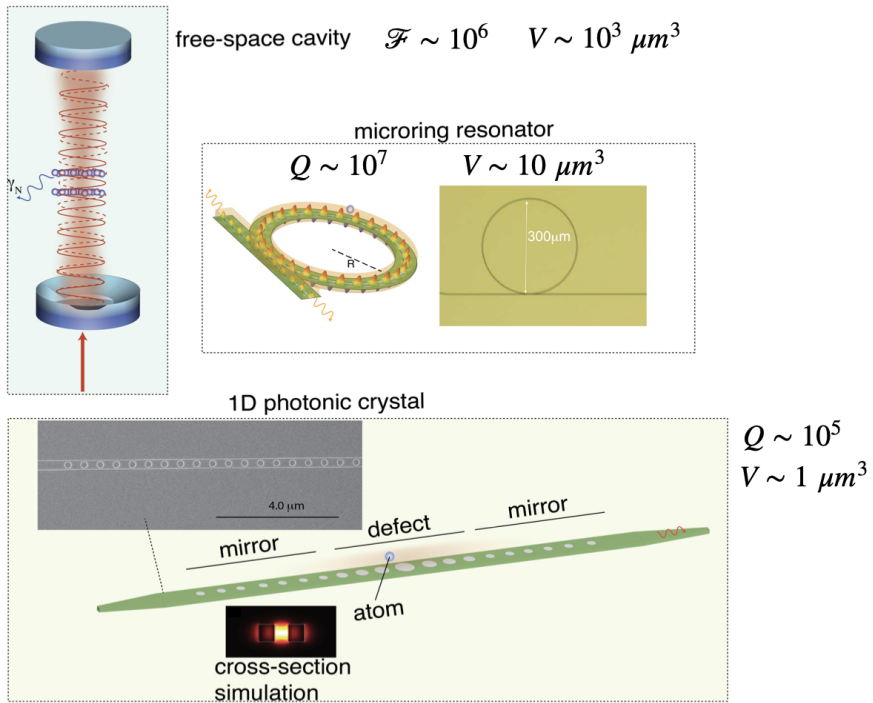 free-space cavity ℱ ~ 10⁶ V ~ 10³ μm³
γ_N
microring resonator
Q ~ 10⁷ V ~ 10 μm³
R
300μm
1D photonic crystal
Q ~ 10⁵
V ~ 1 μm³
4.0 μm
mirror
defect
mirror
atom
cross-section
simulation